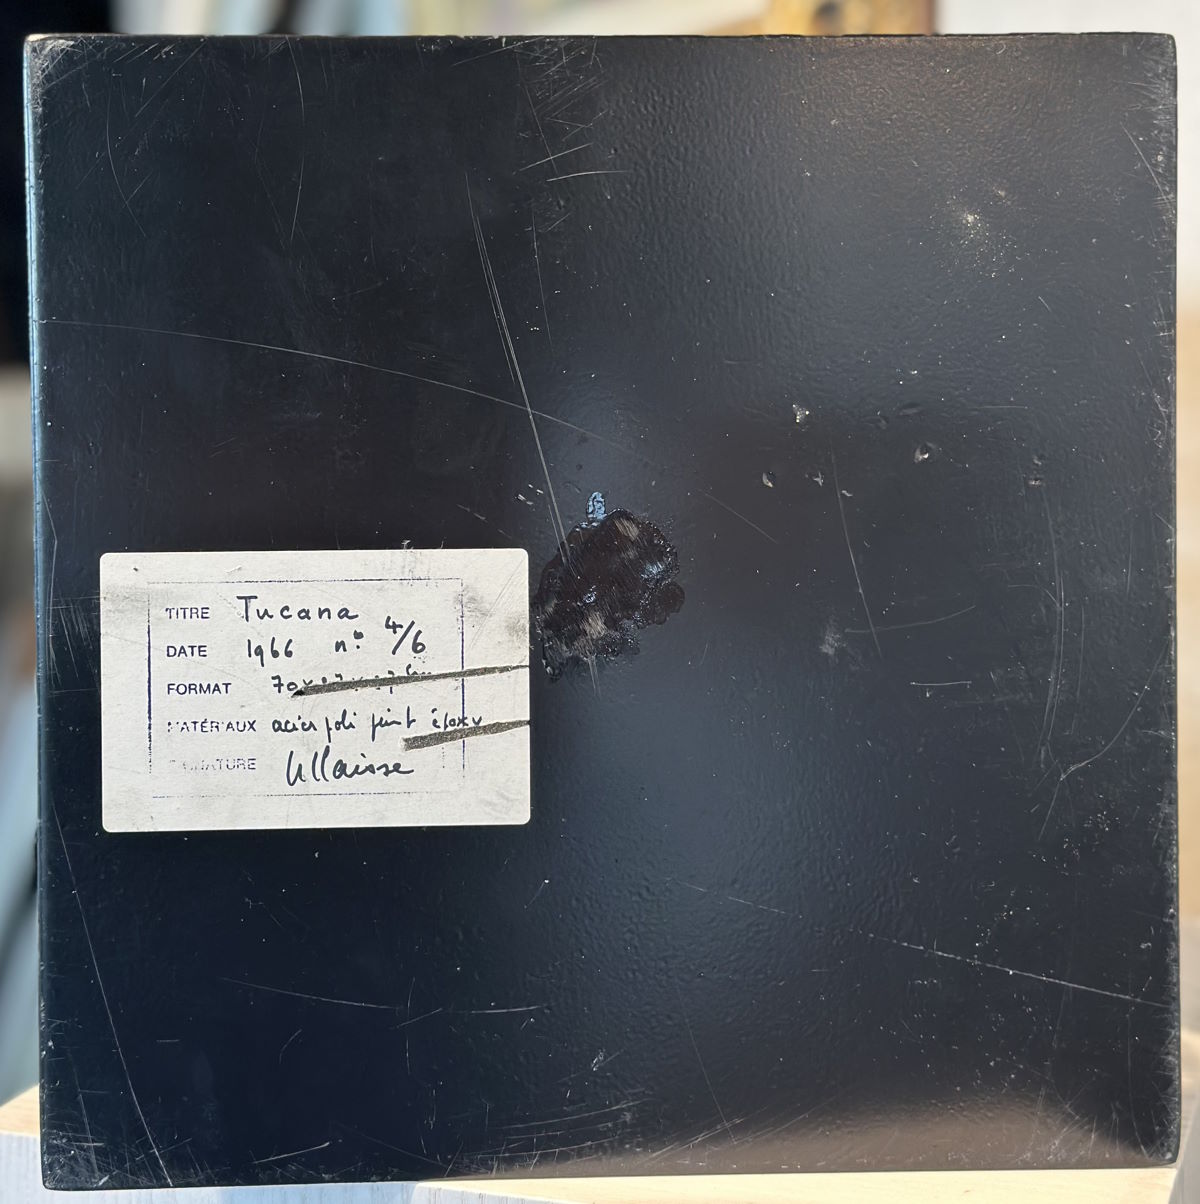 TITRE Tucana
DATE 1966 n° 4/6
FORMAT
MATÉRIAUX acier poli peint époxy
SIGNATURE